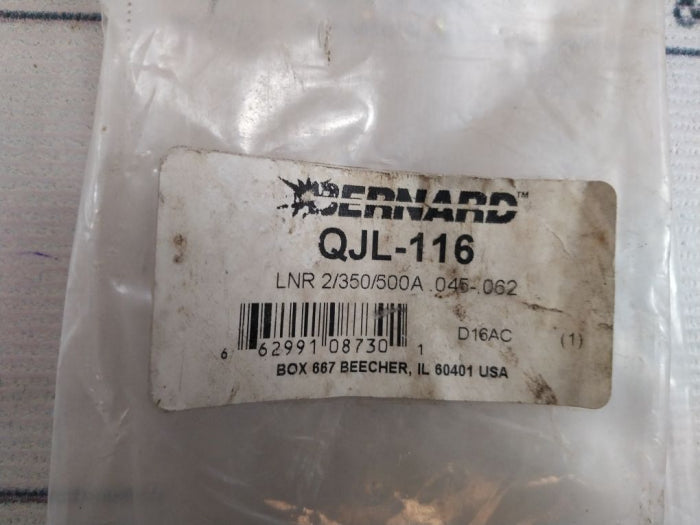 BERNARD™
QJL-116
LNR 2/350/500A .045-.062
6 62991 08730 1
D16AC (1)
BOX 667 BEECHER, IL 60401 USA